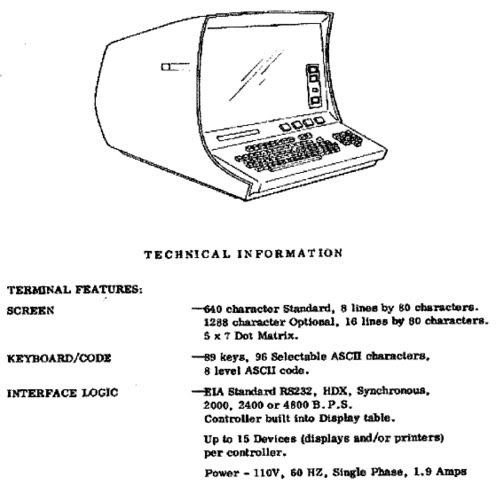 TECHNICAL INFORMATION
TERMINAL FEATURES:
SCREEN —640 character Standard, 8 lines by 80 characters.
1288 character Optional, 16 lines by 80 characters.
5 x 7 Dot Matrix.
KEYBOARD/CODE —89 keys, 96 Selectable ASCII characters,
8 level ASCII code.
INTERFACE LOGIC —EIA Standard RS232, HDX, Synchronous,
2000, 2400 or 4800 B.P.S.
Controller built into Display table.
Up to 15 Devices (displays and/or printers)
per controller.
Power - 110V, 60 HZ, Single Phase, 1.9 Amps